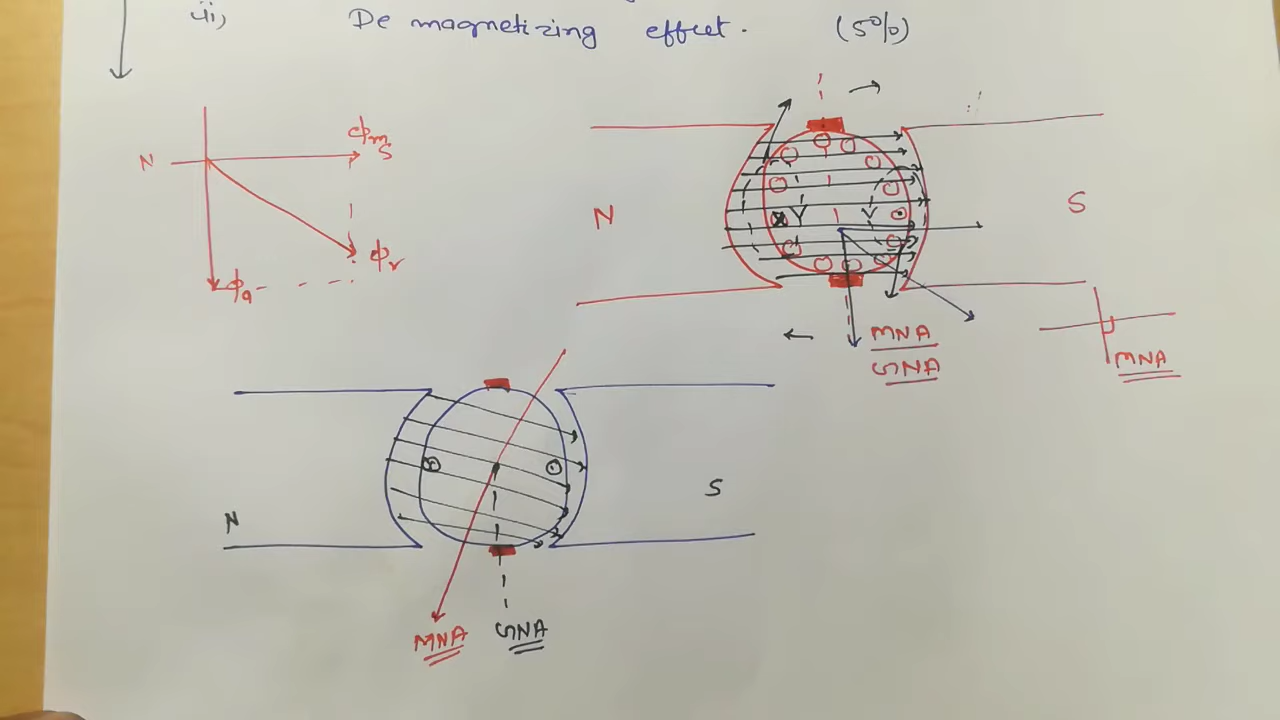 ii) De magnetizing effect. (5%)
N ϕm S
ϕr
ϕa
N S
MNA
GNA
MNA
N S
MNA GNA